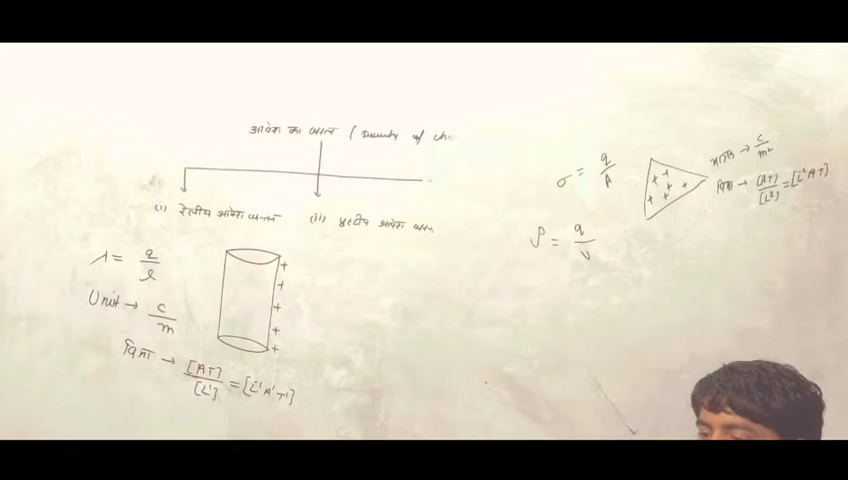 आवेश का घनत्व ( Density of cha
(i) रेखीय आवेश घनत्व
(ii) पृष्ठीय आवेश घनत्व
λ = q/l
Unit → C/m
विमा → [AT]/[L¹] = [L¯¹A¹T¹]
σ = q/A
मात्रक → C/m²
विमा → [AT]/[L²] = [L¯²AT]
ρ = q/v